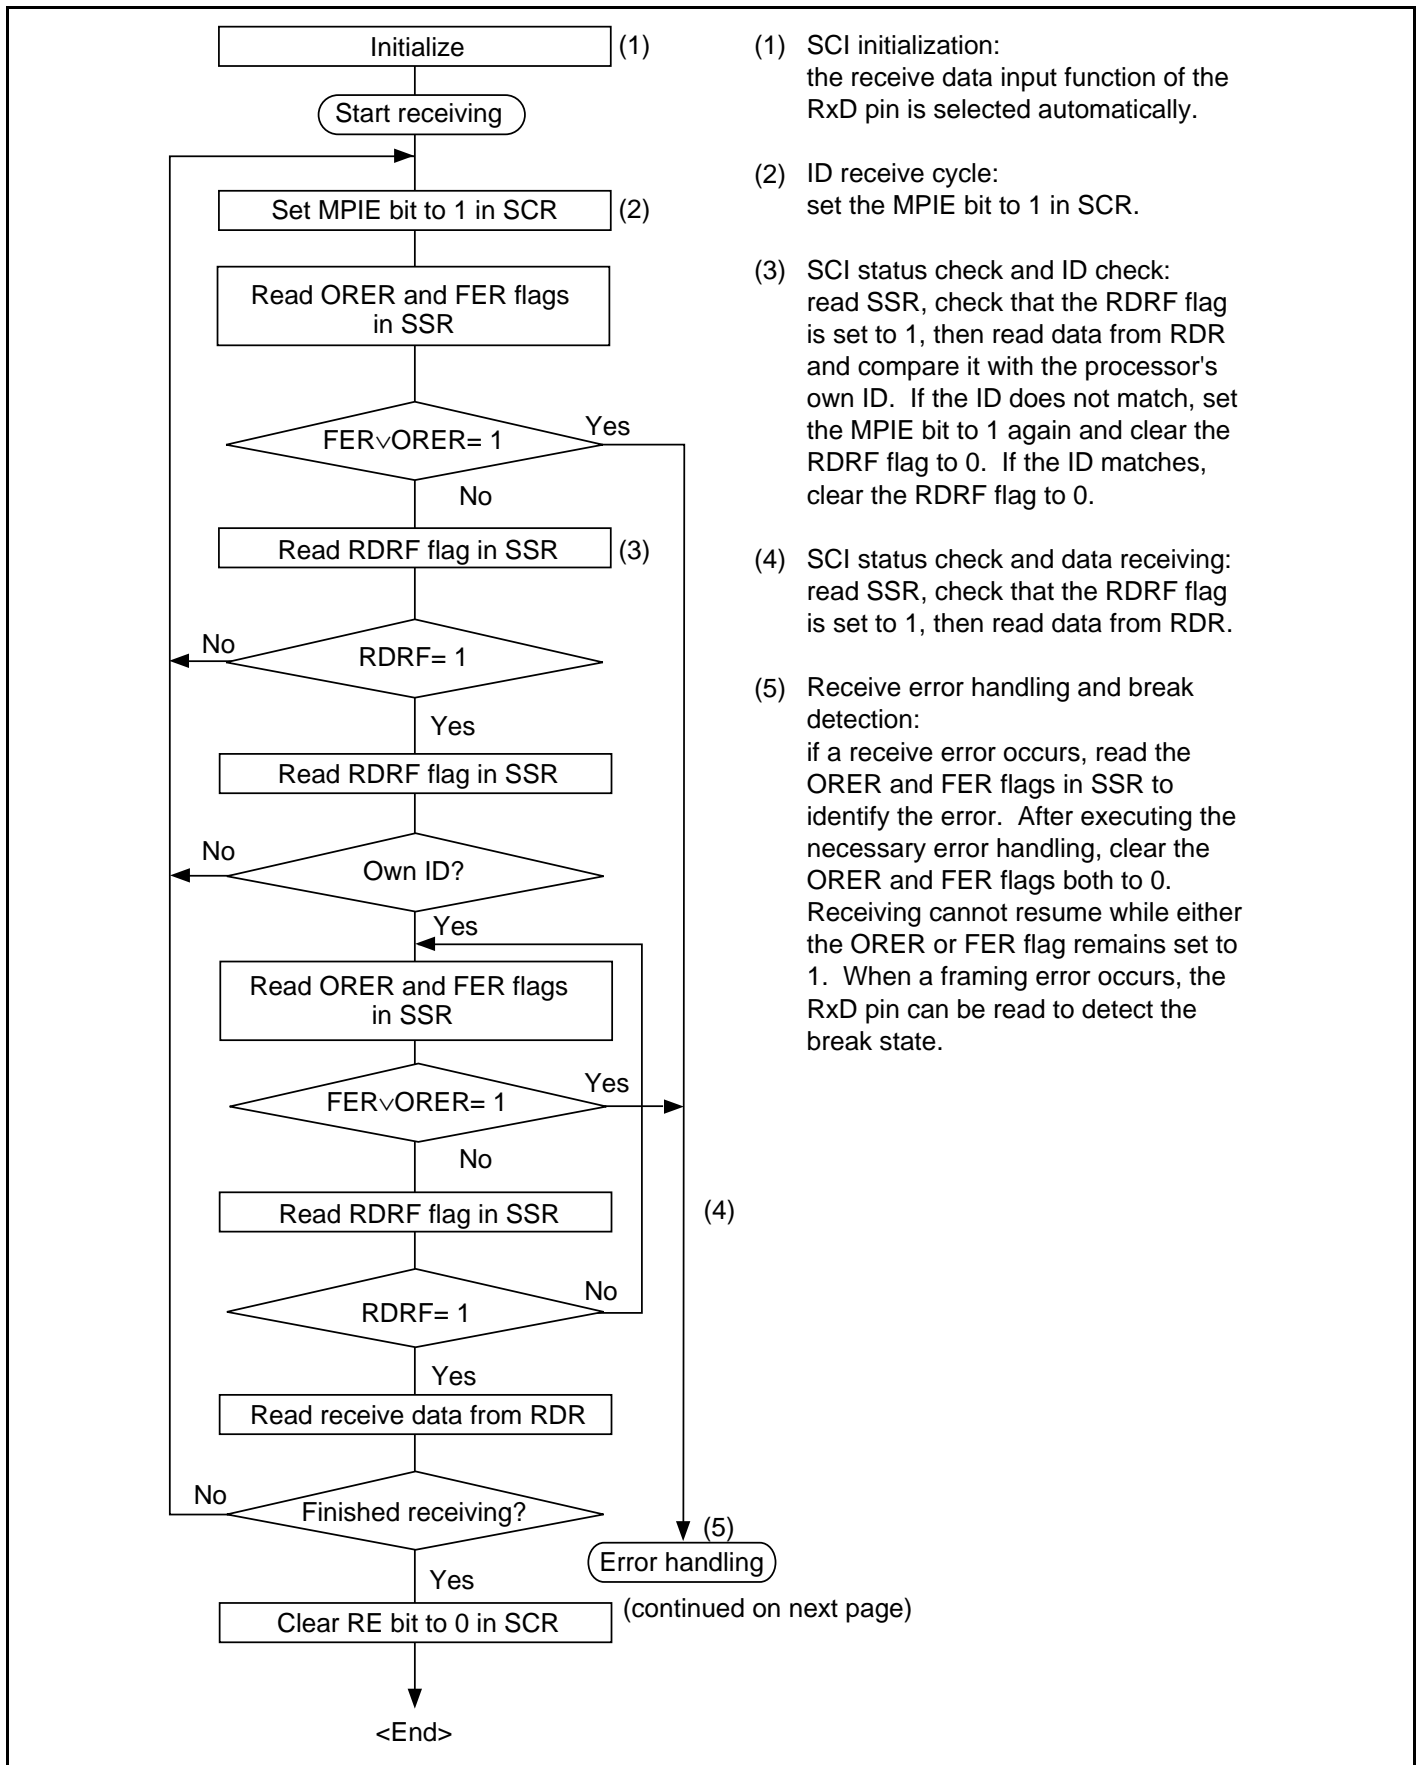 Initialize
(1)
Start receiving
Set MPIE bit to 1 in SCR
(2)
Read ORER and FER flags
in SSR
FER∨ORER= 1
Yes
No
Read RDRF flag in SSR
(3)
No
RDRF= 1
Yes
Read RDRF flag in SSR
No
Own ID?
Yes
Read ORER and FER flags
in SSR
FER∨ORER= 1
Yes
No
Read RDRF flag in SSR
(4)
RDRF= 1
No
Yes
Read receive data from RDR
No
Finished receiving?
(5)
Error handling
Yes
(continued on next page)
Clear RE bit to 0 in SCR
<End>
(1) SCI initialization:
the receive data input function of the
RxD pin is selected automatically.
(2) ID receive cycle:
set the MPIE bit to 1 in SCR.
(3) SCI status check and ID check:
read SSR, check that the RDRF flag
is set to 1, then read data from RDR
and compare it with the processor's
own ID. If the ID does not match, set
the MPIE bit to 1 again and clear the
RDRF flag to 0. If the ID matches,
clear the RDRF flag to 0.
(4) SCI status check and data receiving:
read SSR, check that the RDRF flag
is set to 1, then read data from RDR.
(5) Receive error handling and break
detection:
if a receive error occurs, read the
ORER and FER flags in SSR to
identify the error. After executing the
necessary error handling, clear the
ORER and FER flags both to 0.
Receiving cannot resume while either
the ORER or FER flag remains set to
1. When a framing error occurs, the
RxD pin can be read to detect the
break state.